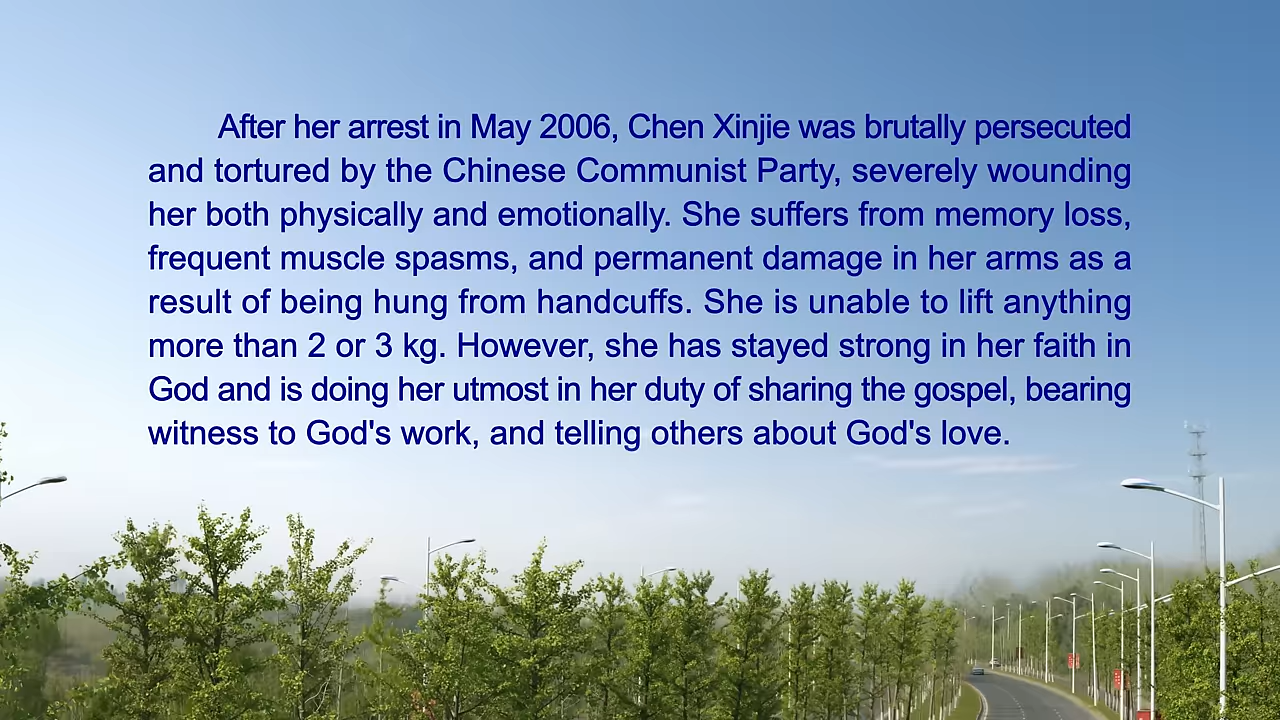 After her arrest in May 2006, Chen Xinjie was brutally persecuted
and tortured by the Chinese Communist Party, severely wounding
her both physically and emotionally. She suffers from memory loss,
frequent muscle spasms, and permanent damage in her arms as a
result of being hung from handcuffs. She is unable to lift anything
more than 2 or 3 kg. However, she has stayed strong in her faith in
God and is doing her utmost in her duty of sharing the gospel, bearing
witness to God's work, and telling others about God's love.